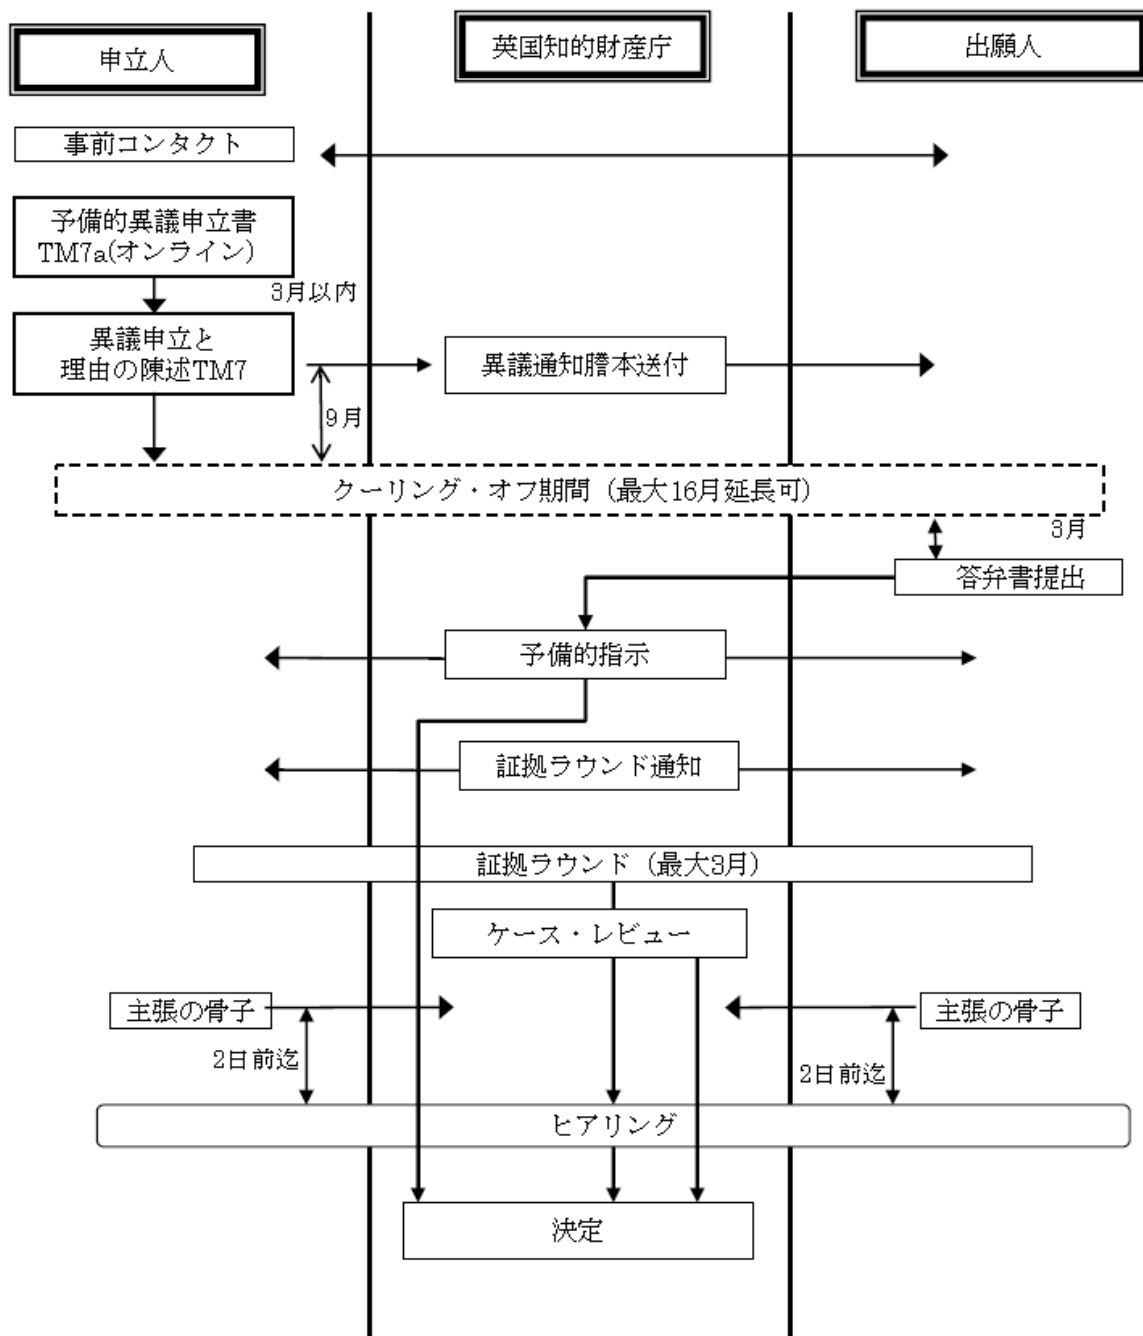 申立人
英国知的財産庁
出願人
事前コンタクト
予備的異議申立書
TM7a(オンライン)
3月以内
異議申立と
理由の陳述TM7
異議通知謄本送付
9月
クーリング・オフ期間 (最大16月延長可)
3月
答弁書提出
予備的指示
証拠ラウンド通知
証拠ラウンド (最大3月)
ケース・レビュー
主張の骨子
主張の骨子
2日前迄
2日前迄
ヒアリング
決定